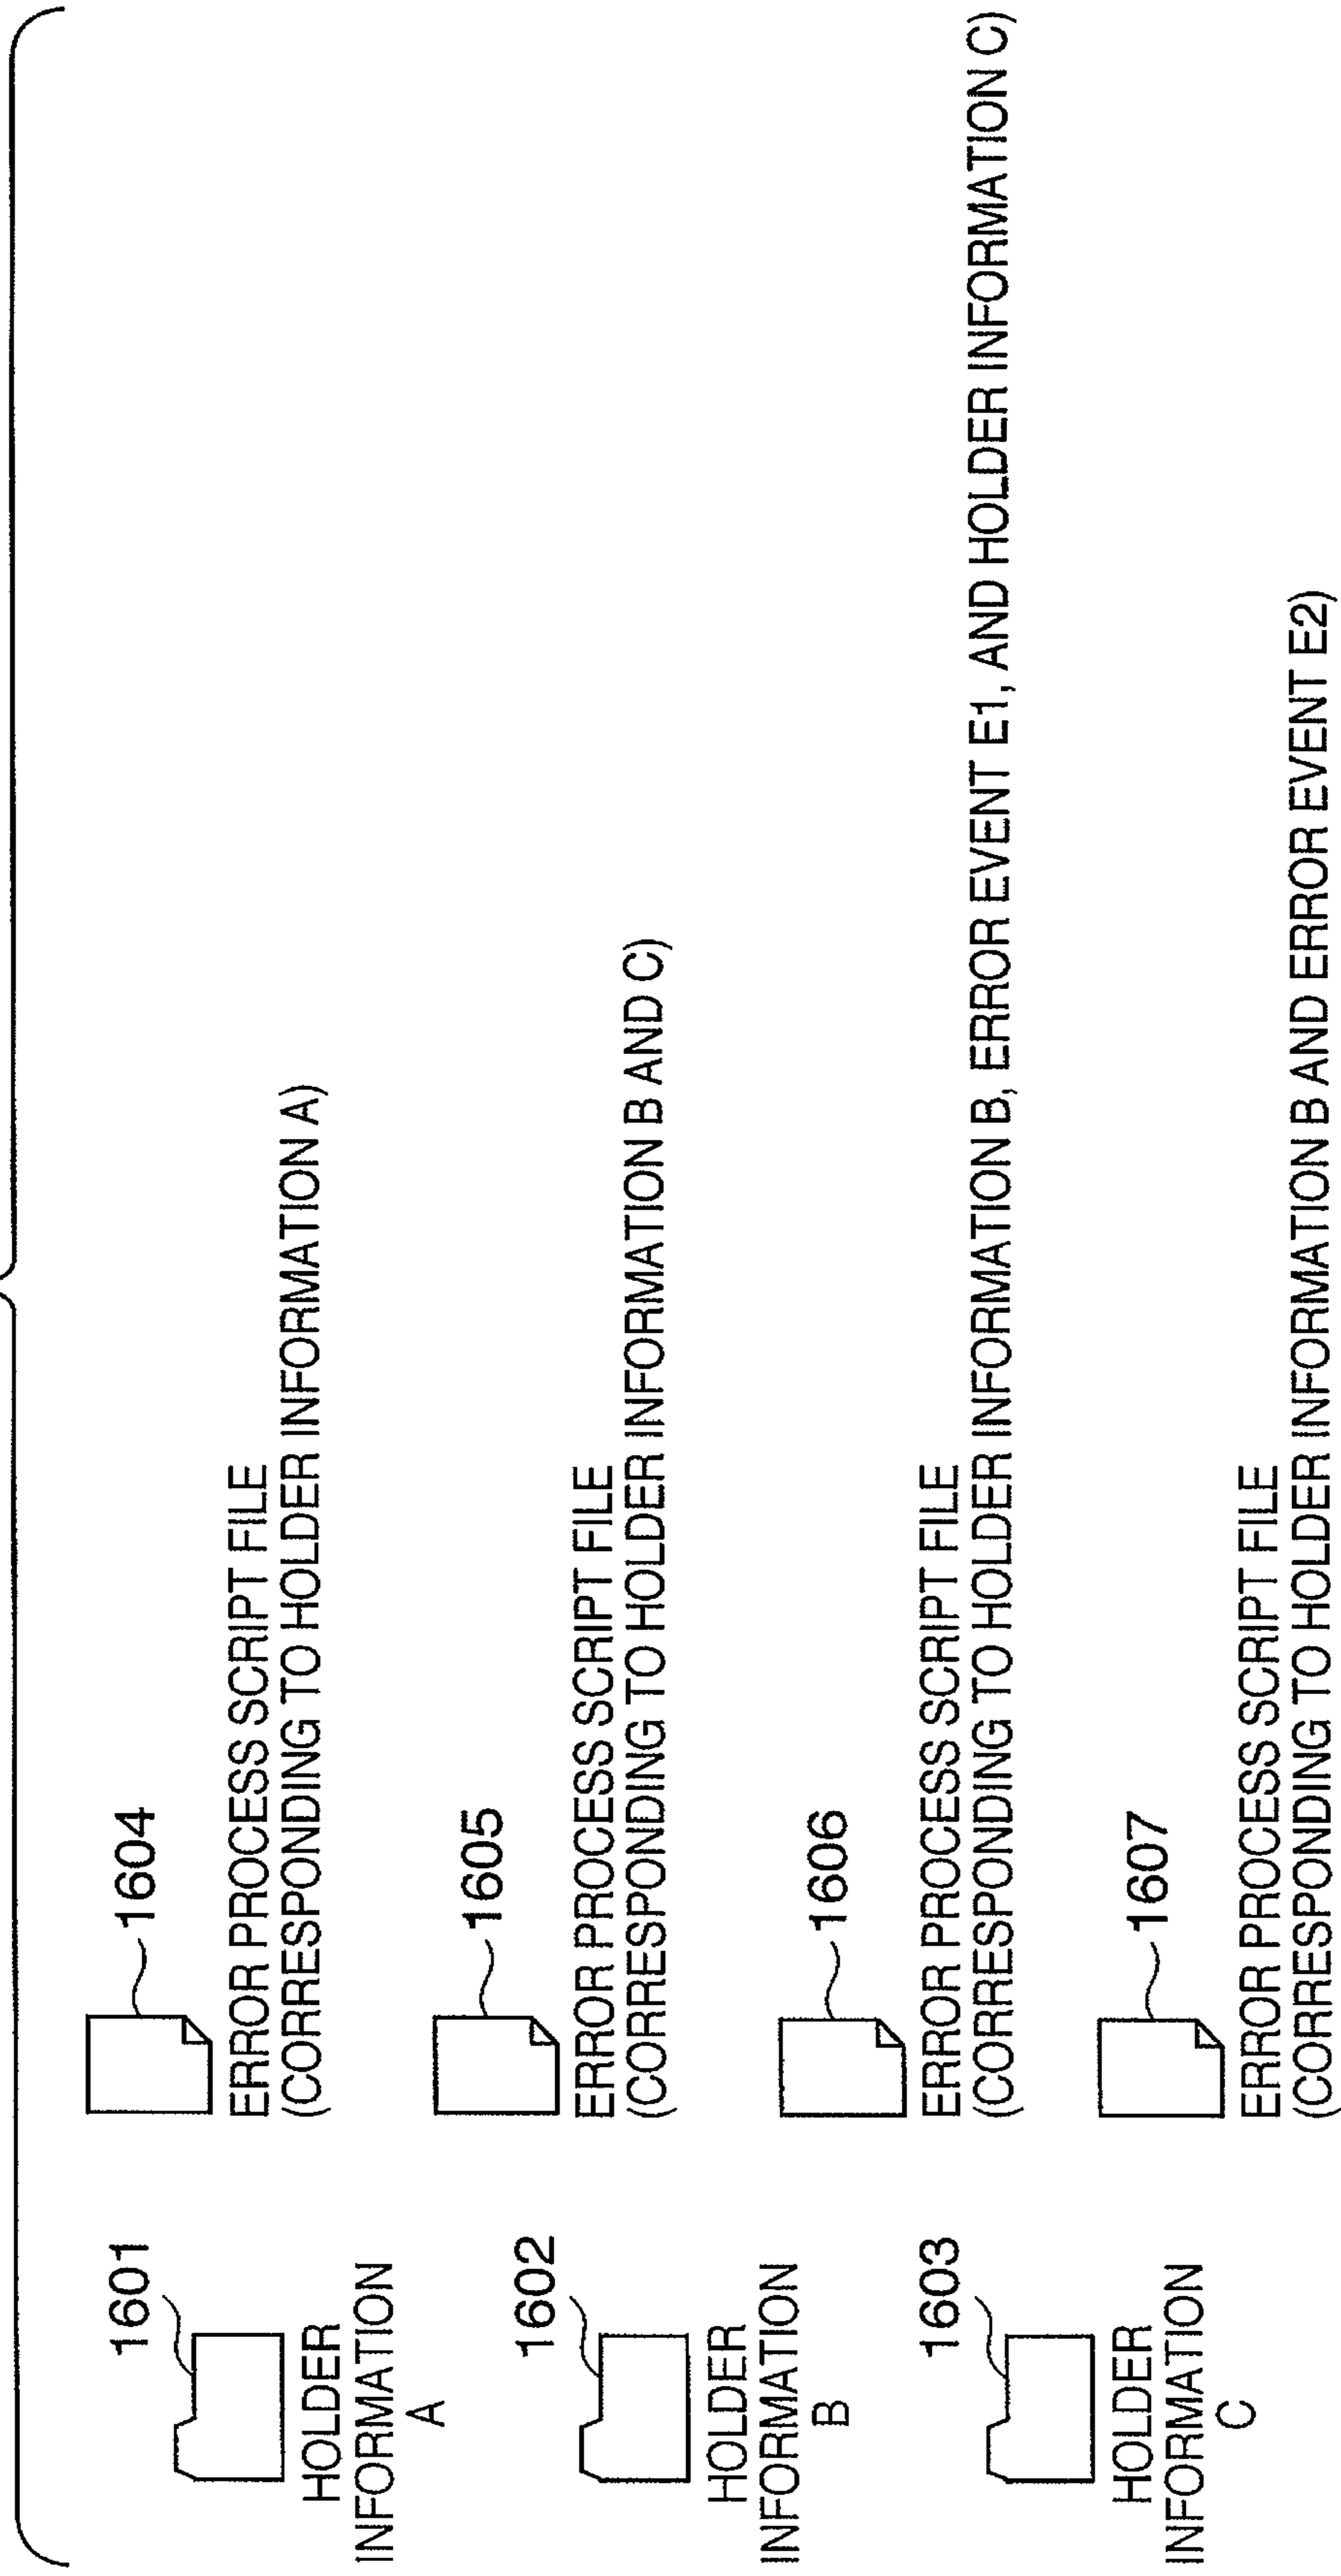 1601
HOLDER
INFORMATION
A
1602
HOLDER
INFORMATION
B
1603
HOLDER
INFORMATION
C
1604
ERROR PROCESS SCRIPT FILE
(CORRESPONDING TO HOLDER INFORMATION A)
1605
ERROR PROCESS SCRIPT FILE
(CORRESPONDING TO HOLDER INFORMATION B AND C)
1606
ERROR PROCESS SCRIPT FILE
(CORRESPONDING TO HOLDER INFORMATION B, ERROR EVENT E1, AND HOLDER INFORMATION C)
1607
ERROR PROCESS SCRIPT FILE
(CORRESPONDING TO HOLDER INFORMATION B AND ERROR EVENT E2)